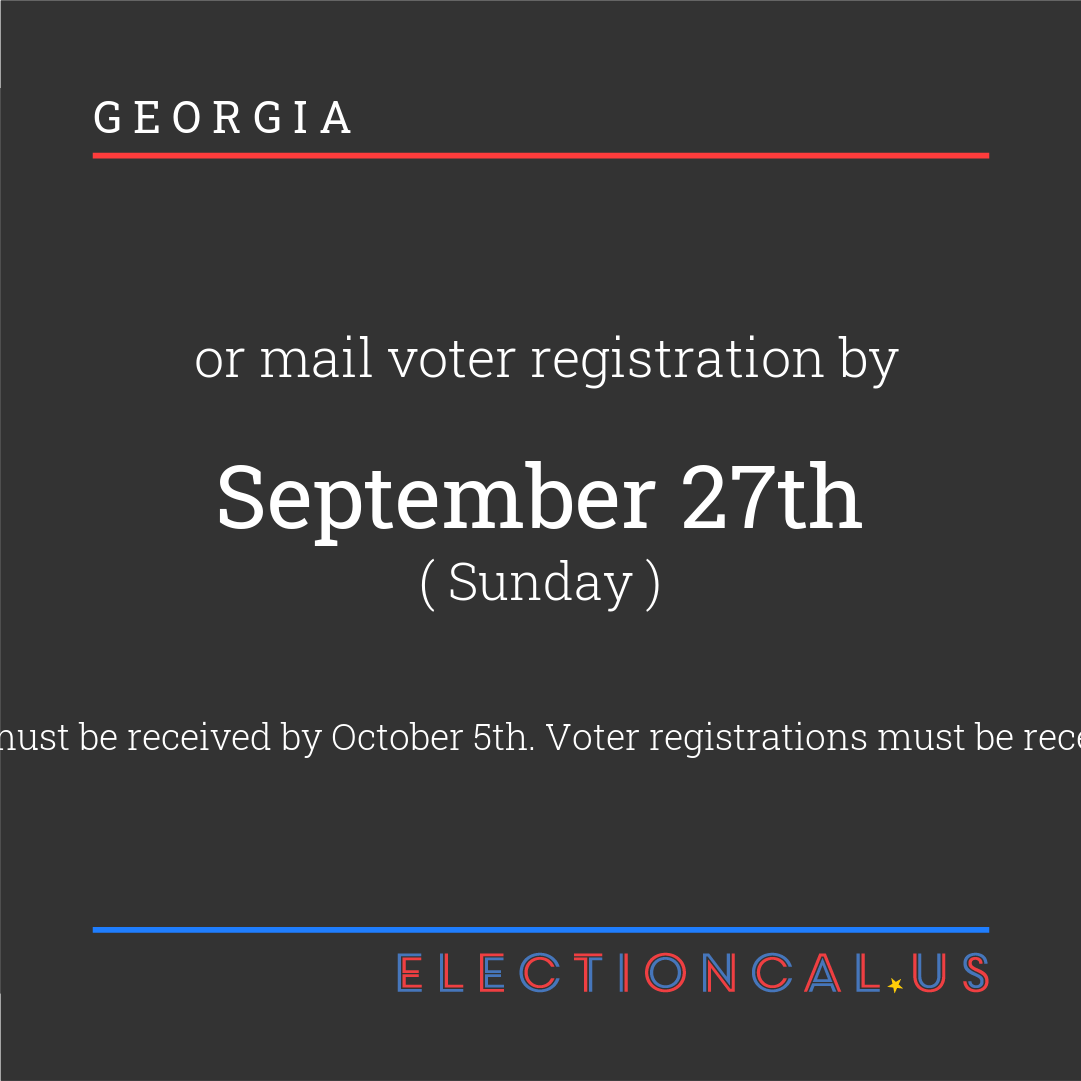 GEORGIA
or mail voter registration by
September 27th
( Sunday )
must be received by October 5th. Voter registrations must be
ELECTIONCAL.US